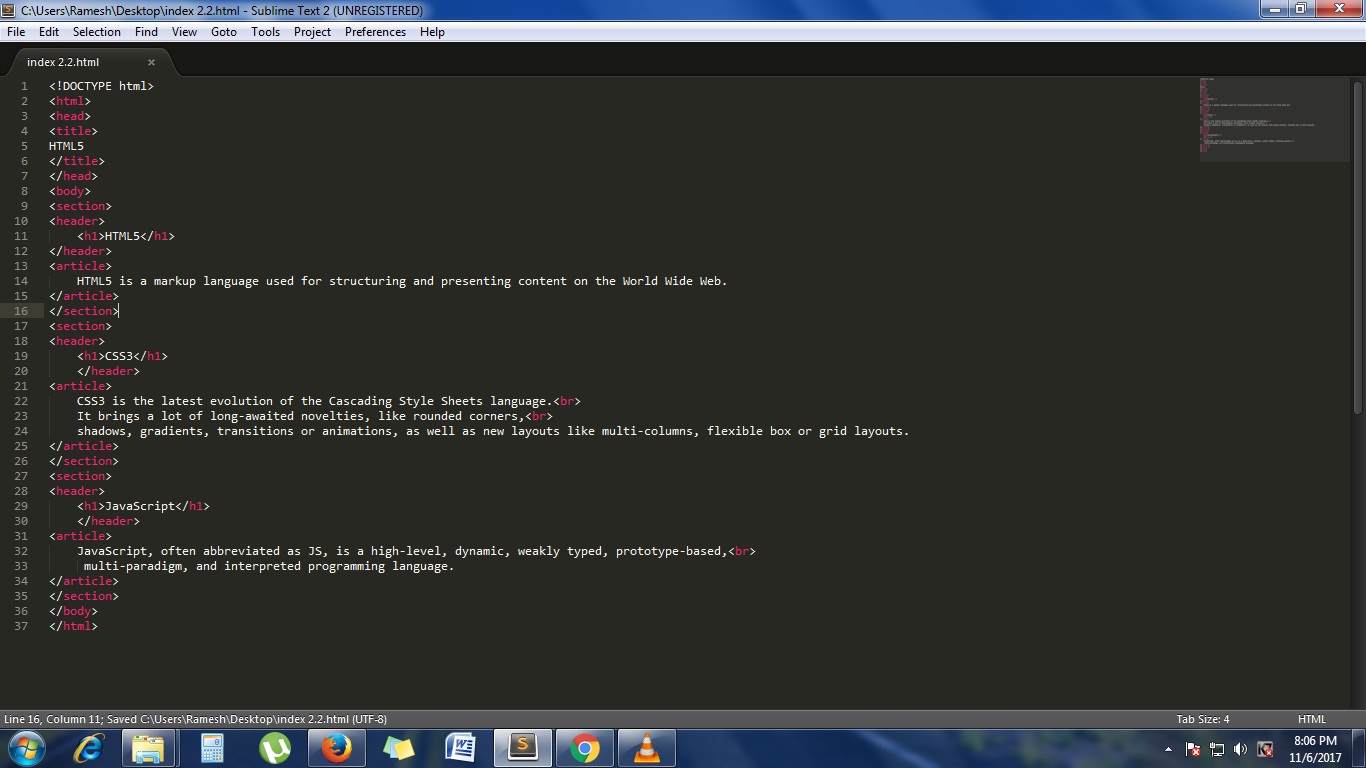 C:\Users\Ramesh\Desktop\index 2.2.html - Sublime Text 2 (UNREGISTERED)
File Edit Selection Find View Goto Tools Project Preferences Help
index 2.2.html ×
1 <!DOCTYPE html>
2 <html>
3 <head>
4 <title>
5 HTML5
6 </title>
7 </head>
8 <body>
9 <section>
10 <header>
11     <h1>HTML5</h1>
12 </header>
13 <article>
14     HTML5 is a markup language used for structuring and presenting content on the World Wide Web.
15 </article>
16 </section>
17 <section>
18 <header>
19     <h1>CSS3</h1>
20     </header>
21 <article>
22     CSS3 is the latest evolution of the Cascading Style Sheets language.<br>
23     It brings a lot of long-awaited novelties, like rounded corners,<br>
24     shadows, gradients, transitions or animations, as well as new layouts like multi-columns, flexible box or grid layouts.
25 </article>
26 </section>
27 <section>
28 <header>
29     <h1>JavaScript</h1>
30     </header>
31 <article>
32     JavaScript, often abbreviated as JS, is a high-level, dynamic, weakly typed, prototype-based,<br>
33      multi-paradigm, and interpreted programming language.
34 </article>
35 </section>
36 </body>
37 </html>
Line 16, Column 11; Saved C:\Users\Ramesh\Desktop\index 2.2.html (UTF-8) Tab Size: 4 HTML
8:06 PM
11/6/2017